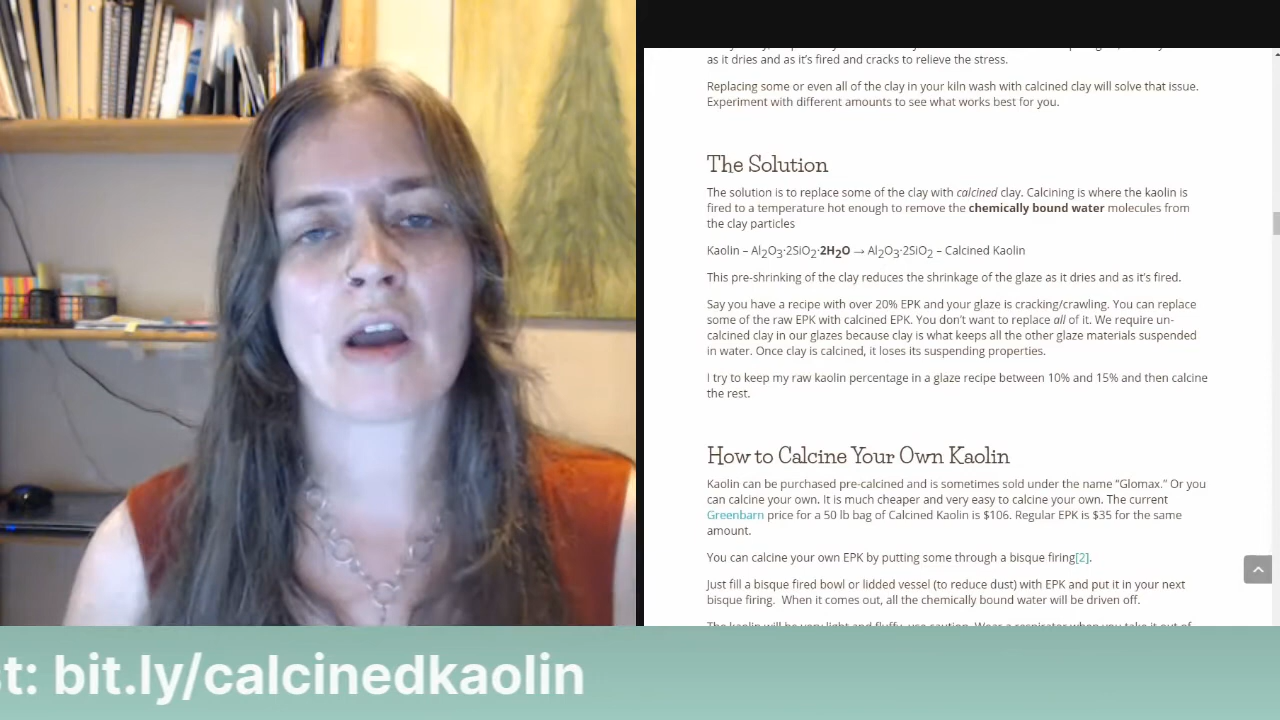 as it dries and as it's fired and cracks to relieve the stress.
Replacing some or even all of the clay in your kiln wash with calcined clay will solve that issue.
Experiment with different amounts to see what works best for you.
The Solution
The solution is to replace some of the clay with calcined clay. Calcining is where the kaolin is
fired to a temperature hot enough to remove the chemically bound water molecules from
the clay particles
Kaolin – Al2O3·2SiO2·2H2O → Al2O3·2SiO2 – Calcined Kaolin
This pre-shrinking of the clay reduces the shrinkage of the glaze as it dries and as it's fired.
Say you have a recipe with over 20% EPK and your glaze is cracking/crawling. You can replace
some of the raw EPK with calcined EPK. You don't want to replace all of it. We require un-
calcined clay in our glazes because clay is what keeps all the other glaze materials suspended
in water. Once clay is calcined, it loses its suspending properties.
I try to keep my raw kaolin percentage in a glaze recipe between 10% and 15% and then calcine
the rest.
How to Calcine Your Own Kaolin
Kaolin can be purchased pre-calcined and is sometimes sold under the name “Glomax.” Or you
can calcine your own. It is much cheaper and very easy to calcine your own. The current
Greenbarn price for a 50 lb bag of Calcined Kaolin is $106. Regular EPK is $35 for the same
amount.
You can calcine your own EPK by putting some through a bisque firing[2].
Just fill a bisque fired bowl or lidded vessel (to reduce dust) with EPK and put it in your next
bisque firing. When it comes out, all the chemically bound water will be driven off.
t: bit.ly/calcinedkaolin